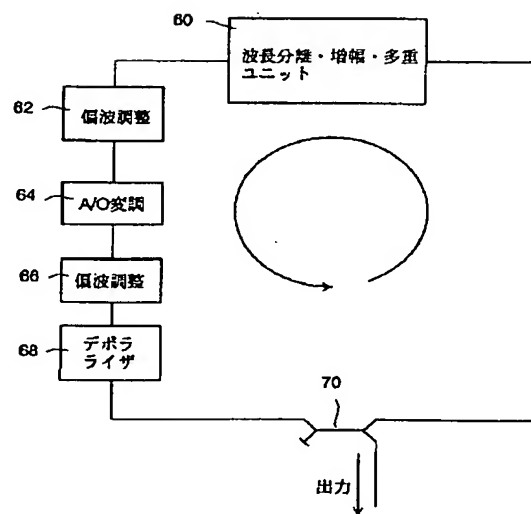 60
波長分離・増幅・多重
ユニット
62
偏波調整
64
A/O変調
66
偏波調整
68
デポラ
ライザ
70
出力